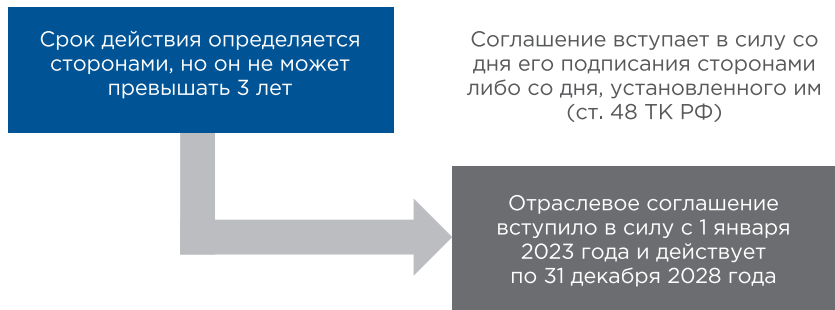 Срок действия определяется
сторонами, но он не может
превышать 3 лет
Соглашение вступает в силу со
дня его подписания сторонами
либо со дня, установленного им
(ст. 48 ТК РФ)
Отраслевое соглашение
вступило в силу с 1 января
2023 года и действует
по 31 декабря 2028 года